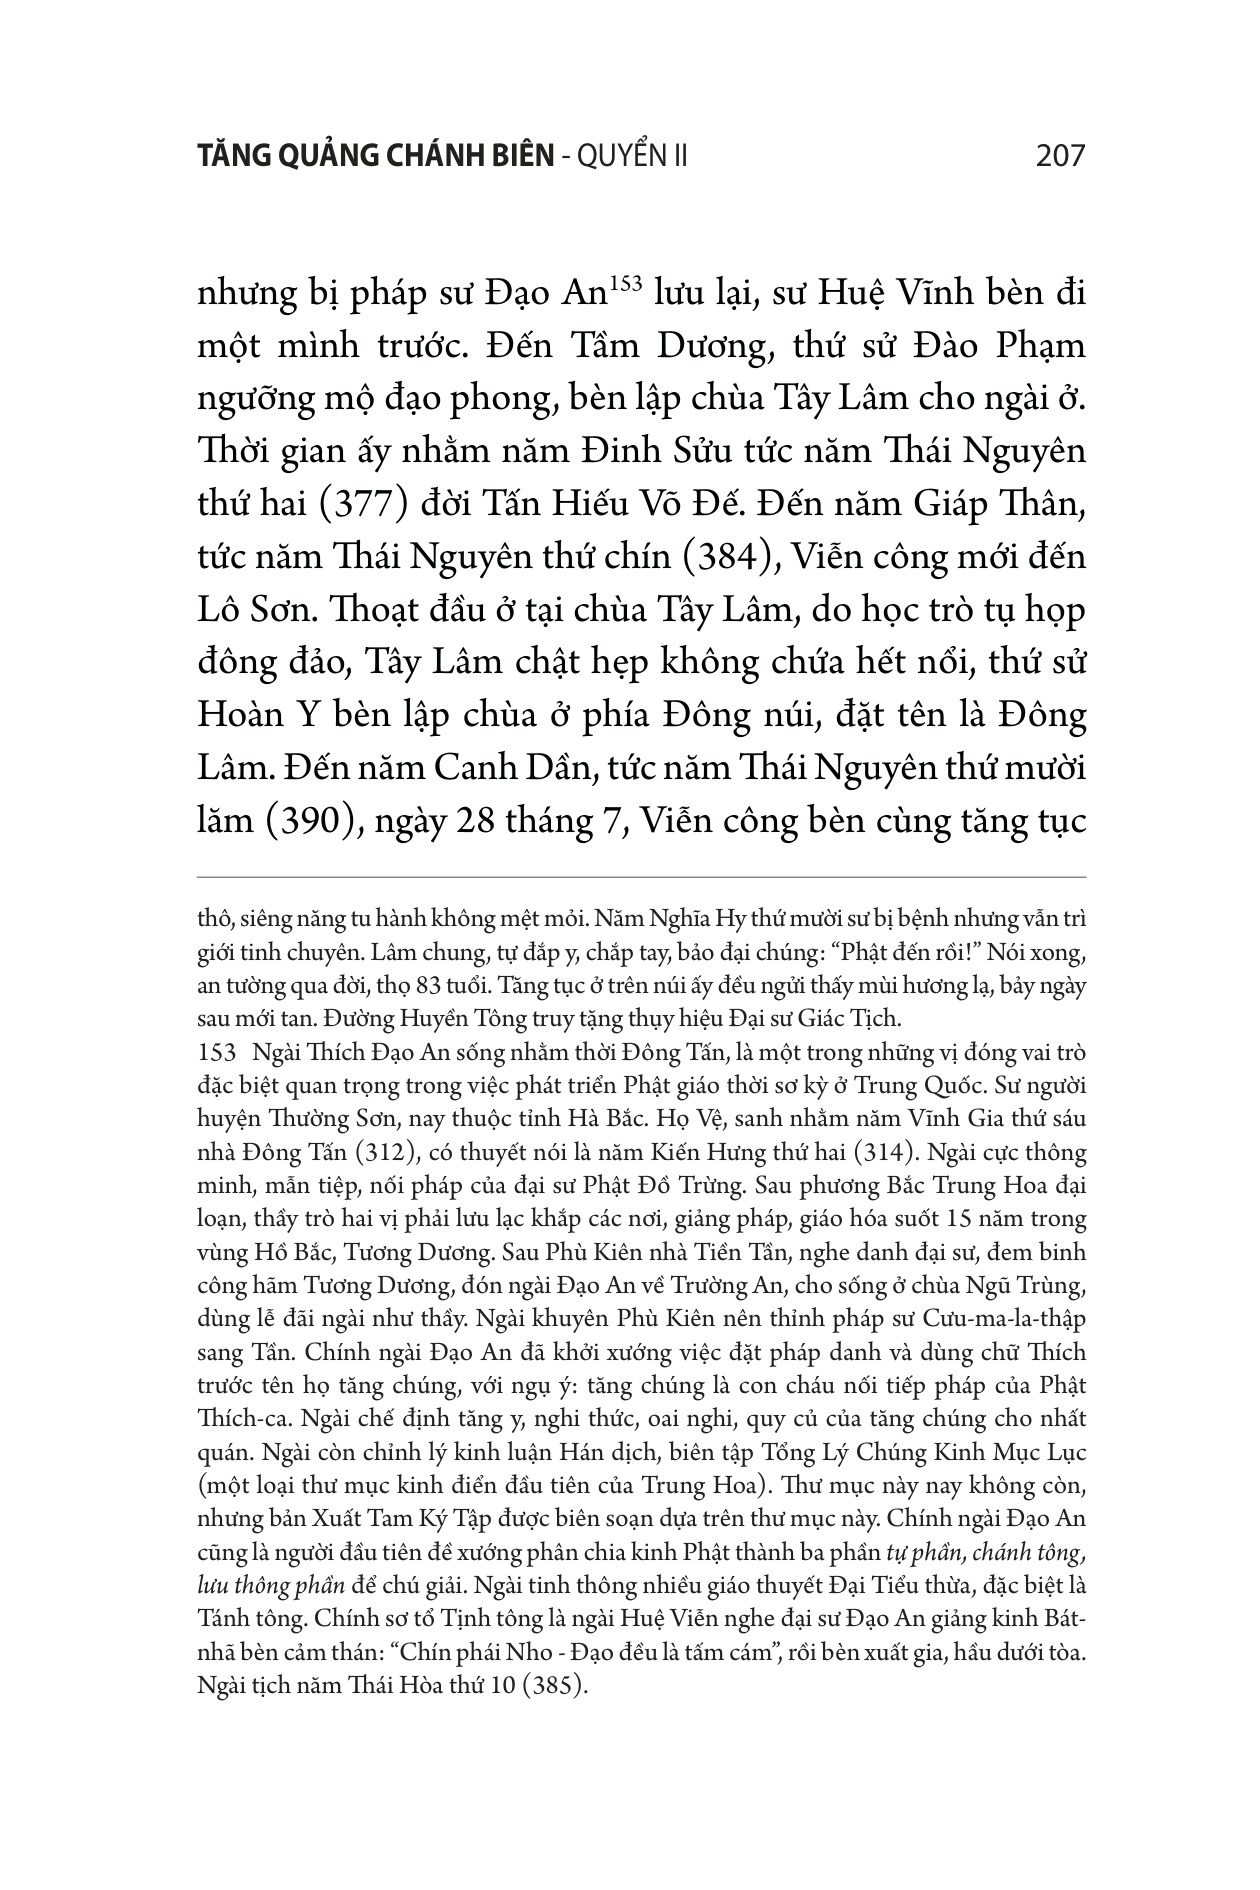 TĂNG QUẢNG CHÁNH BIÊN - QUYỂN II 207
nhưng bị pháp sư Đạo An153 lưu lại, sư Huệ Vĩnh bèn đi
một mình trước. Đến Tầm Dương, thứ sử Đào Phạm
ngưỡng mộ đạo phong, bèn lập chùa Tây Lâm cho ngài ở.
Thời gian ấy nhằm năm Đinh Sửu tức năm Thái Nguyên
thứ hai (377) đời Tấn Hiếu Võ Đế. Đến năm Giáp Thân,
tức năm Thái Nguyên thứ chín (384), Viễn công mới đến
Lô Sơn. Thoạt đầu ở tại chùa Tây Lâm, do học trò tụ họp
đông đảo, Tây Lâm chật hẹp không chứa hết nổi, thứ sử
Hoàn Y bèn lập chùa ở phía Đông núi, đặt tên là Đông
Lâm. Đến năm Canh Dần, tức năm Thái Nguyên thứ mười
lăm (390), ngày 28 tháng 7, Viễn công bèn cùng tăng tục
thô, siêng năng tu hành không mệt mỏi. Năm Nghĩa Hy thứ mười sư bị bệnh nhưng vẫn trì
giới tinh chuyên. Lâm chung, tự đắp y, chắp tay, bảo đại chúng: “Phật đến rồi!” Nói xong,
an tường qua đời, thọ 83 tuổi. Tăng tục ở trên núi ấy đều ngửi thấy mùi hương lạ, bảy ngày
sau mới tan. Đường Huyền Tông truy tặng thụy hiệu Đại sư Giác Tịch.
153 Ngài Thích Đạo An sống nhằm thời Đông Tấn, là một trong những vị đóng vai trò
đặc biệt quan trọng trong việc phát triển Phật giáo thời sơ kỳ ở Trung Quốc. Sư người
huyện Thường Sơn, nay thuộc tỉnh Hà Bắc. Họ Vệ, sanh nhằm năm Vĩnh Gia thứ sáu
nhà Đông Tấn (312), có thuyết nói là năm Kiến Hưng thứ hai (314). Ngài cực thông
minh, mẫn tiệp, nối pháp của đại sư Phật Đồ Trừng. Sau phương Bắc Trung Hoa đại
loạn, thầy trò hai vị phải lưu lạc khắp các nơi, giảng pháp, giáo hóa suốt 15 năm trong
vùng Hồ Bắc, Tương Dương. Sau Phù Kiên nhà Tiền Tần, nghe danh đại sư, đem binh
công hãm Tương Dương, đón ngài Đạo An về Trường An, cho sống ở chùa Ngũ Trùng,
dùng lễ đãi ngài như thầy. Ngài khuyên Phù Kiên nên thỉnh pháp sư Cưu-ma-la-thập
sang Tần. Chính ngài Đạo An đã khởi xướng việc đặt pháp danh và dùng chữ Thích
trước tên họ tăng chúng, với ngụ ý: tăng chúng là con cháu nối tiếp pháp của Phật
Thích-ca. Ngài chế định tăng y, nghi thức, oai nghi, quy củ của tăng chúng cho nhất
quán. Ngài còn chỉnh lý kinh luận Hán dịch, biên tập Tổng Lý Chúng Kinh Mục Lục
(một loại thư mục kinh điển đầu tiên của Trung Hoa). Thư mục này nay không còn,
nhưng bản Xuất Tam Ký Tập được biên soạn dựa trên thư mục này. Chính ngài Đạo An
cũng là người đầu tiên đề xướng phân chia kinh Phật thành ba phần tự phần, chánh tông,
lưu thông phần để chú giải. Ngài tinh thông nhiều giáo thuyết Đại Tiểu thừa, đặc biệt là
Tánh tông. Chính sơ tổ Tịnh tông là ngài Huệ Viễn nghe đại sư Đạo An giảng kinh Bát-
nhã bèn cảm thán: “Chín phái Nho - Đạo đều là tấm cám”, rồi bèn xuất gia, hầu dưới tòa.
Ngài tịch năm Thái Hòa thứ 10 (385).